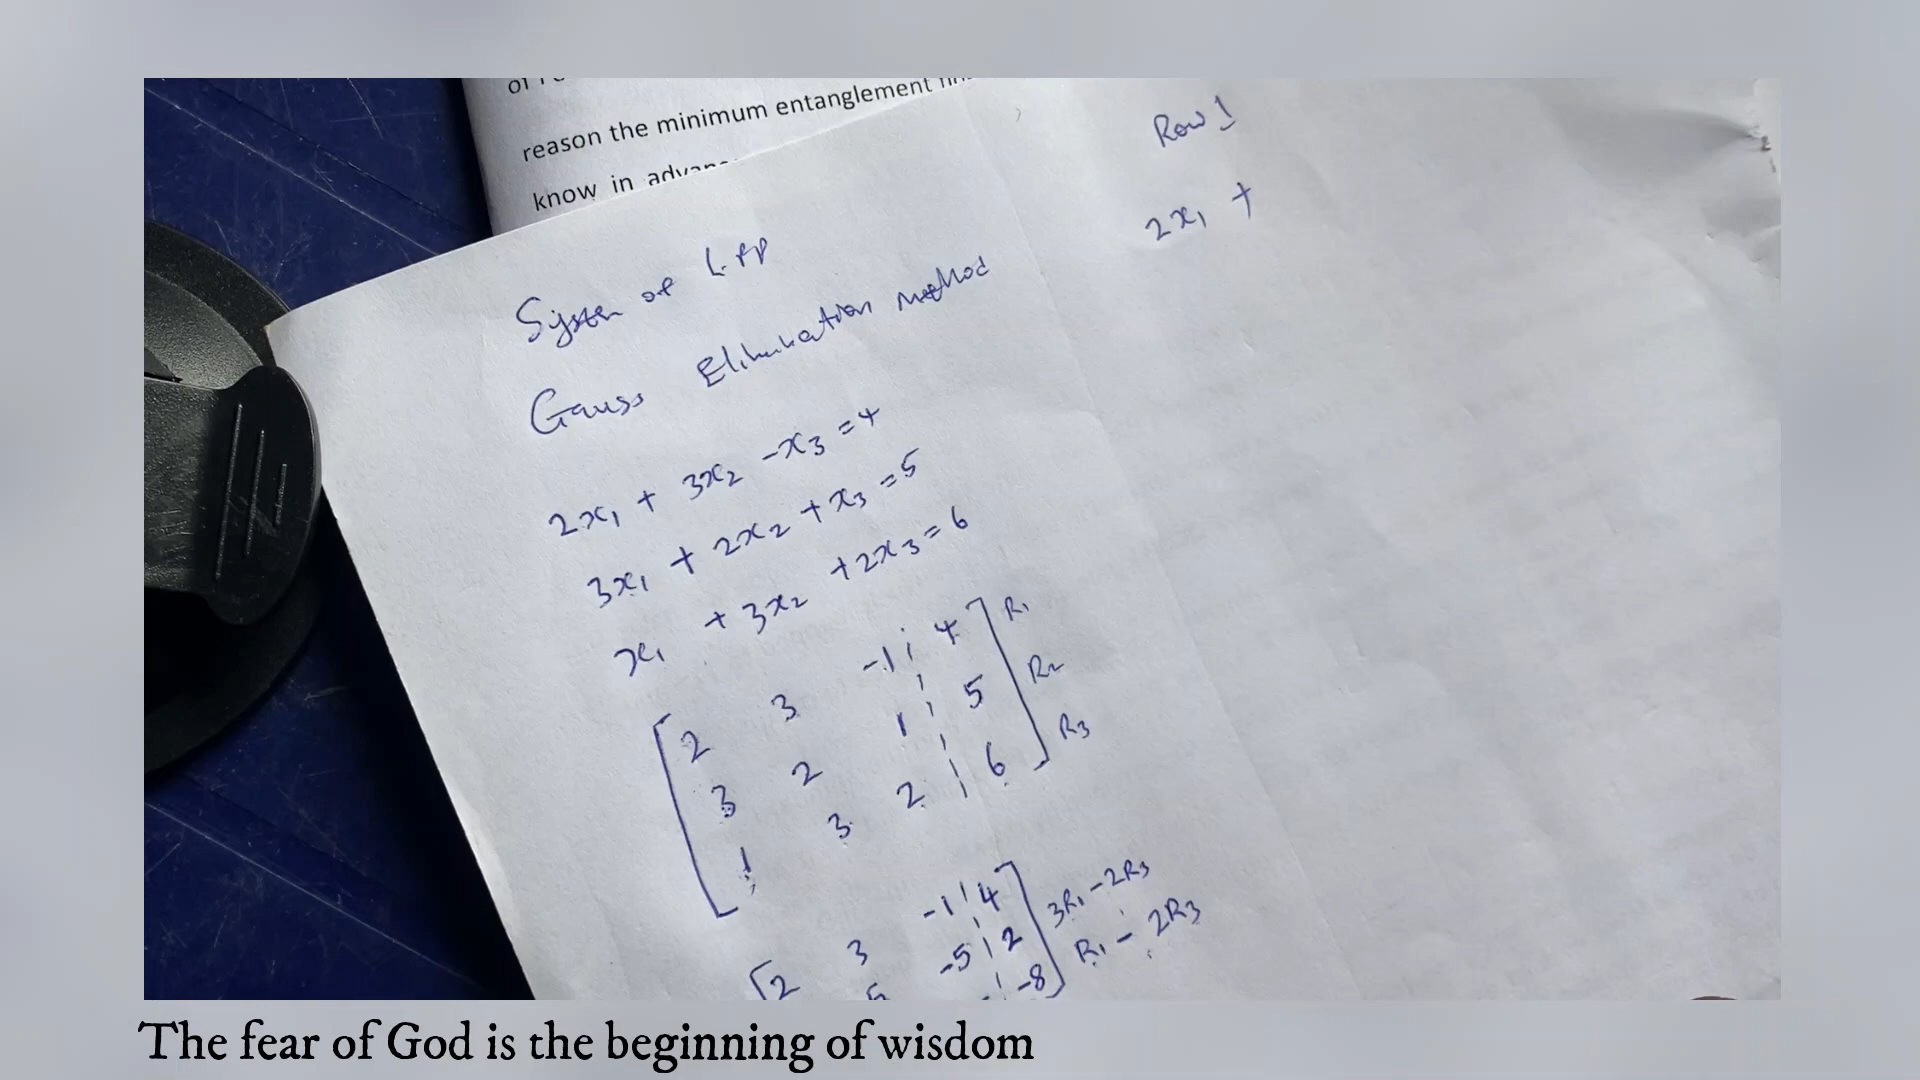 reason the minimum entanglement
know in
System of LPP
Gauss Elimination method
2x₁ + 3x₂ -x₃ = 4
3x₁ + 2x₂ + x₃ = 5
x₁ + 3x₂ + 2x₃ = 6
2 3 -1 ¦ 4 R₁
3 2 1 ¦ 5 R₂
1 3 2 ¦ 6 R₃
2 3 -1 ¦ 4
-5 ¦ 2 3R₁ - 2R₃
¦ -8 R₁ - 2R₃
Row 1
2x₁ +
The fear of God is the beginning of wisdom